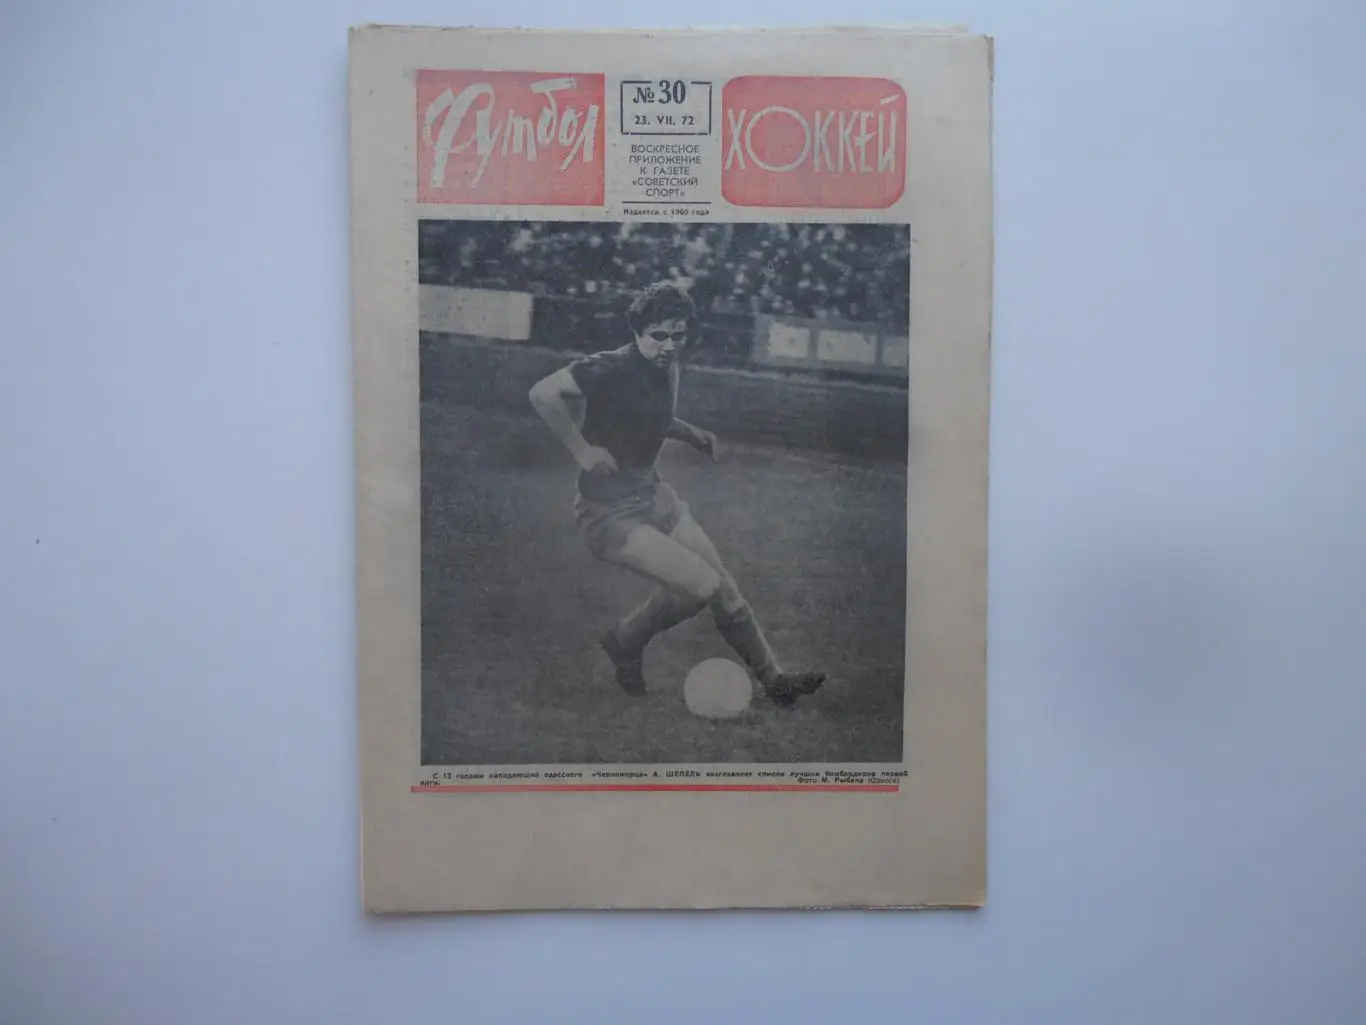 Футбол
№ 30
23. VII. 72
ВОСКРЕСНОЕ
ПРИЛОЖЕНИЕ
К ГАЗЕТЕ
«СОВЕТСКИЙ
СПОРТ»
Издается с 1960 года
ХОККЕЙ
С 13 голами нападающий одесского «Черноморца» А. ШЕПЕЛЬ возглавляет список лучших бомбардиров первой
лиги.
Фото М. Рыбака (Одесса)